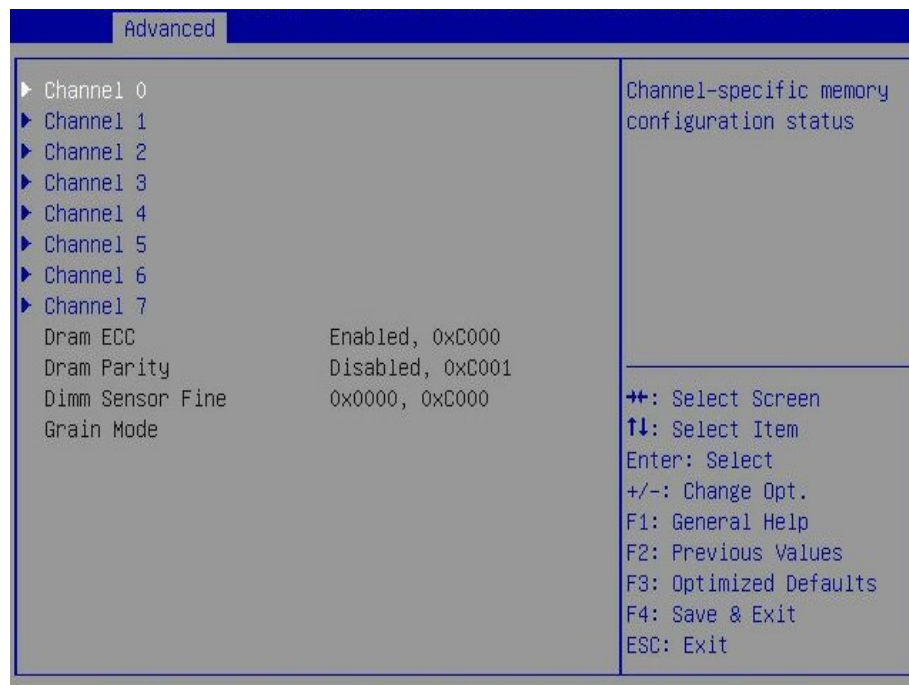 Advanced
Channel 0
Channel 1
Channel 2
Channel 3
Channel 4
Channel 5
Channel 6
Channel 7
Dram ECC Enabled, 0xC000
Dram Parity Disabled, 0xC001
Dimm Sensor Fine 0x0000, 0xC000
Grain Mode
Channel-specific memory
configuration status
→←: Select Screen
↑↓: Select Item
Enter: Select
+/-: Change Opt.
F1: General Help
F2: Previous Values
F3: Optimized Defaults
F4: Save & Exit
ESC: Exit